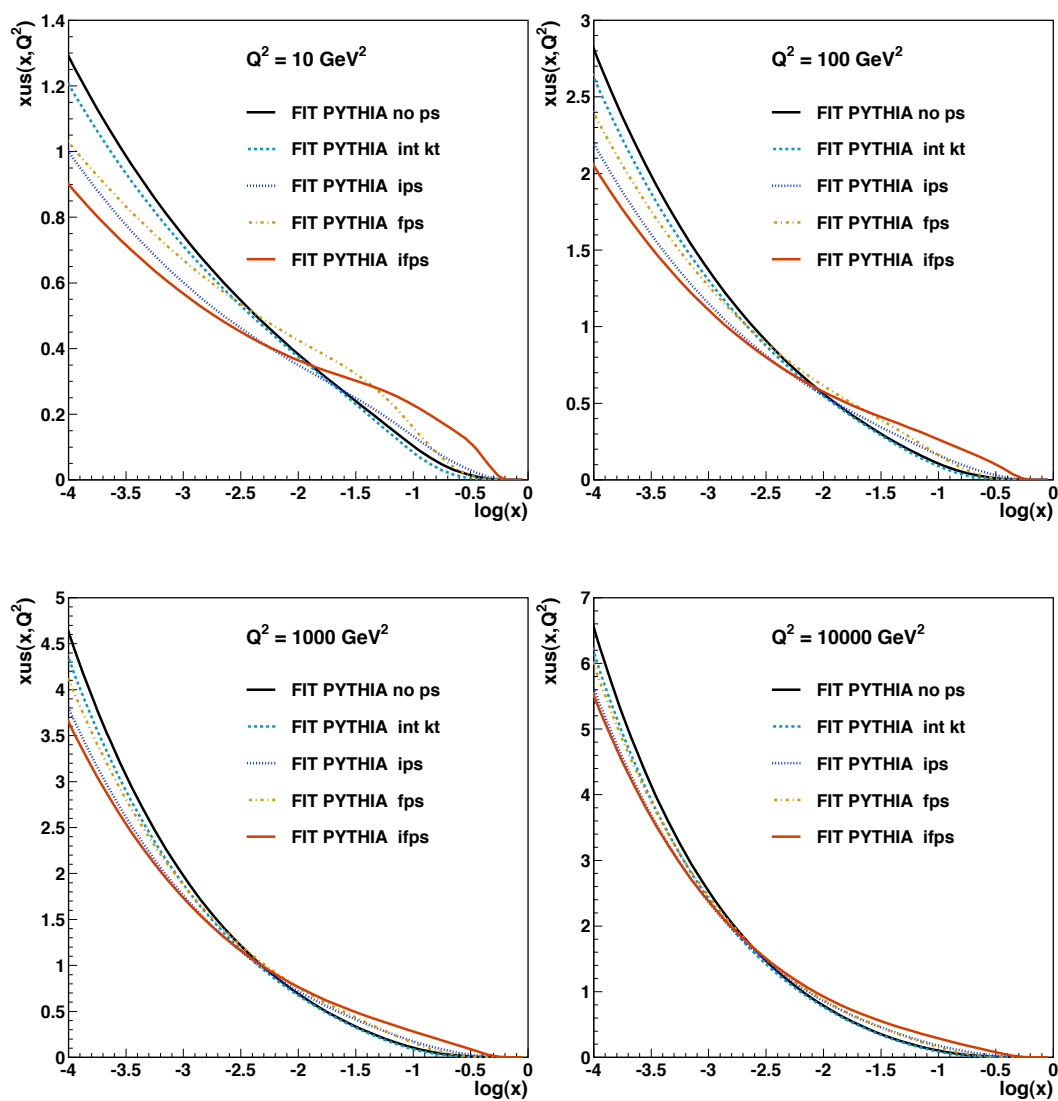 xus(x,Q²)
1.4
1.2
1
0.8
0.6
0.4
0.2
0
Q² = 10 GeV²
FIT PYTHIA no ps
FIT PYTHIA int kt
FIT PYTHIA ips
FIT PYTHIA fps
FIT PYTHIA ifps
-4 -3.5 -3 -2.5 -2 -1.5 -1 -0.5 0
log(x)
xus(x,Q²)
3
2.5
2
1.5
1
0.5
0
Q² = 100 GeV²
FIT PYTHIA no ps
FIT PYTHIA int kt
FIT PYTHIA ips
FIT PYTHIA fps
FIT PYTHIA ifps
-4 -3.5 -3 -2.5 -2 -1.5 -1 -0.5 0
log(x)
xus(x,Q²)
5
4.5
4
3.5
3
2.5
2
1.5
1
0.5
0
Q² = 1000 GeV²
FIT PYTHIA no ps
FIT PYTHIA int kt
FIT PYTHIA ips
FIT PYTHIA fps
FIT PYTHIA ifps
-4 -3.5 -3 -2.5 -2 -1.5 -1 -0.5 0
log(x)
xus(x,Q²)
7
6
5
4
3
2
1
0
Q² = 10000 GeV²
FIT PYTHIA no ps
FIT PYTHIA int kt
FIT PYTHIA ips
FIT PYTHIA fps
FIT PYTHIA ifps
-4 -3.5 -3 -2.5 -2 -1.5 -1 -0.5 0
log(x)